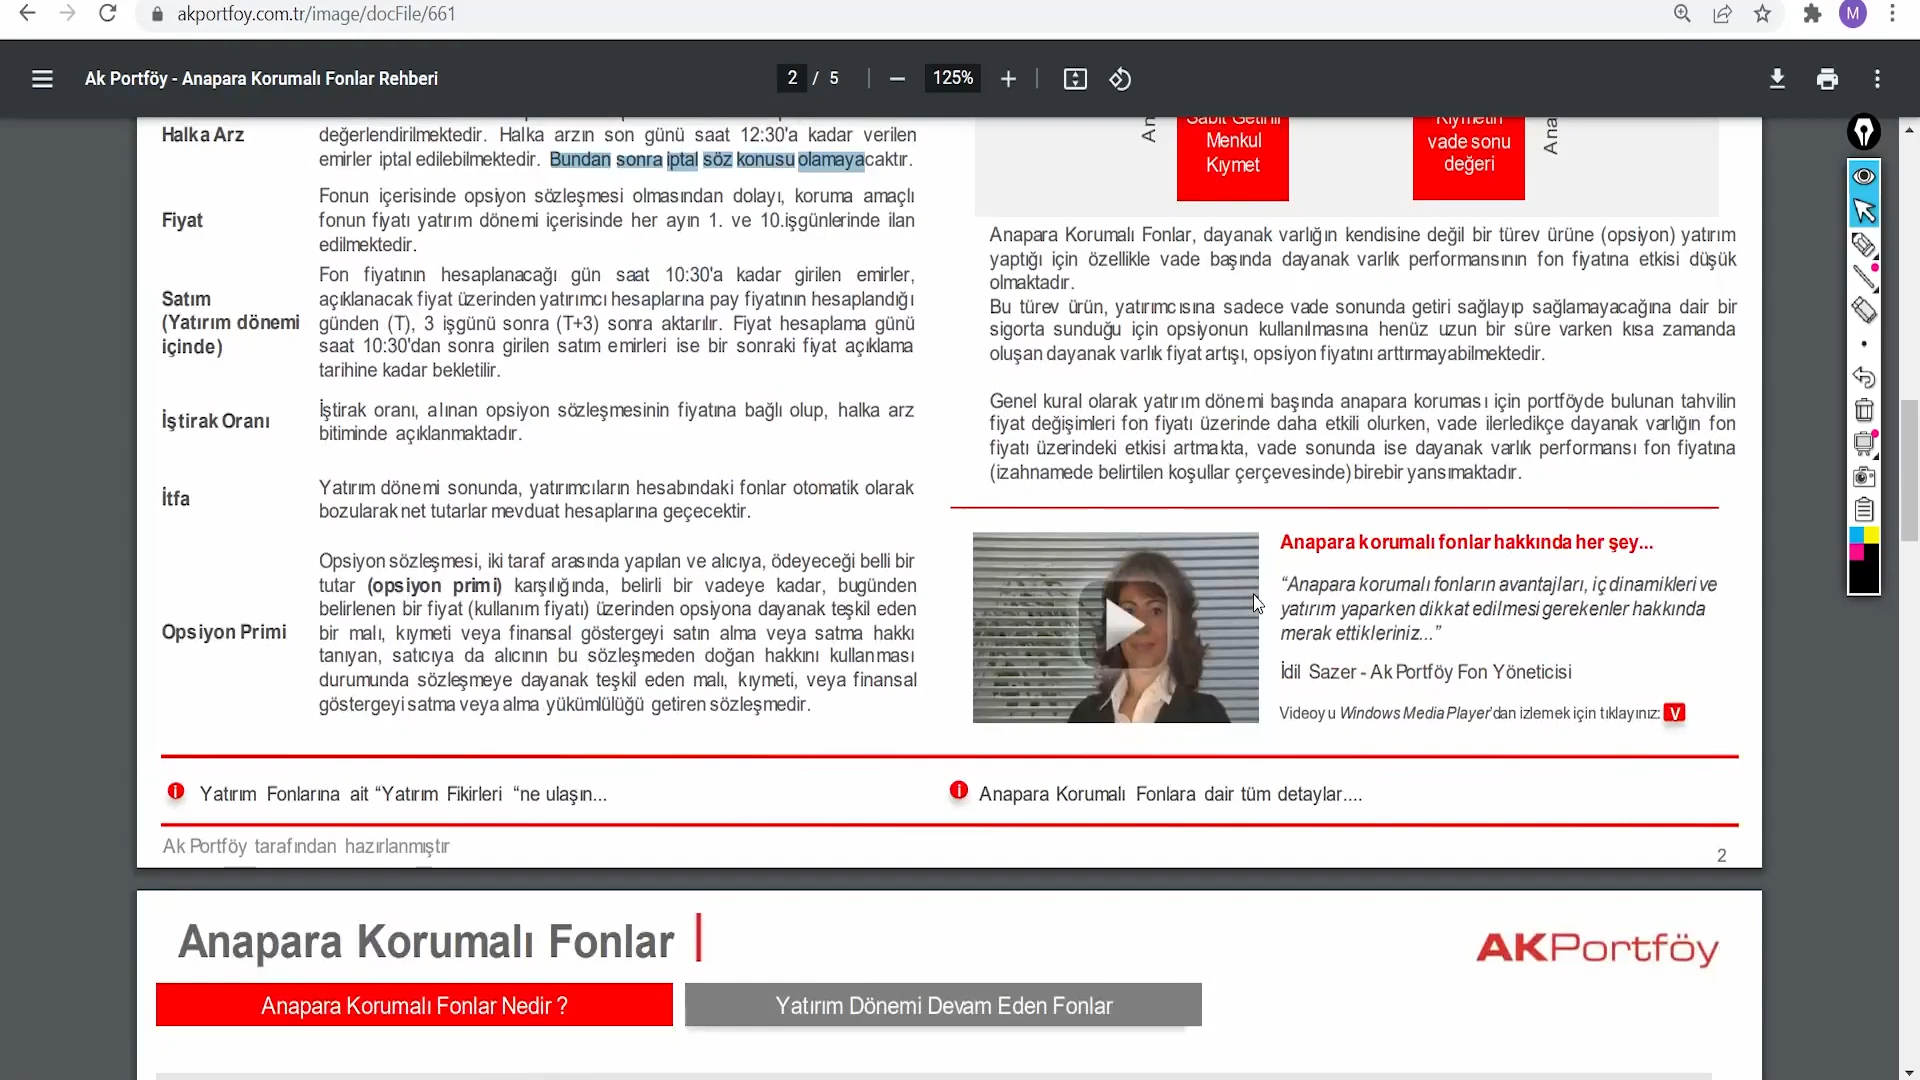 akportfoy.com.tr/image/docFile/661
M
Ak Portföy - Anapara Korumalı Fonlar Rehberi
2 / 5
125%
Halka Arz
değerlendirilmektedir. Halka arzın son günü saat 12:30'a kadar verilen
emirler iptal edilebilmektedir. Bundan sonra iptal söz konusu olamayacaktır.
Fiyat
Fonun içerisinde opsiyon sözleşmesi olmasından dolayı, koruma amaçlı
fonun fiyatı yatırım dönemi içerisinde her ayın 1. ve 10.işgünlerinde ilan
edilmektedir.
Satım
(Yatırım dönemi
içinde)
Fon fiyatının hesaplanacağı gün saat 10:30'a kadar girilen emirler,
açıklanacak fiyat üzerinden yatırımcı hesaplarına pay fiyatının hesaplandığı
günden (T), 3 işgünü sonra (T+3) sonra aktarılır. Fiyat hesaplama günü
saat 10:30'dan sonra girilen satım emirleri ise bir sonraki fiyat açıklama
tarihine kadar bekletilir.
İştirak Oranı
İştirak oranı, alınan opsiyon sözleşmesinin fiyatına bağlı olup, halka arz
bitiminde açıklanmaktadır.
İtfa
Yatırım dönemi sonunda, yatırımcıların hesabındaki fonlar otomatik olarak
bozularak net tutarlar mevduat hesaplarına geçecektir.
Opsiyon Primi
Opsiyon sözleşmesi, iki taraf arasında yapılan ve alıcıya, ödeyeceği belli bir
tutar (opsiyon primi) karşılığında, belirli bir vadeye kadar, bugünden
belirlenen bir fiyat (kullanım fiyatı) üzerinden opsiyona dayanak teşkil eden
bir malı, kıymeti veya finansal göstergeyi satın alma veya satma hakkı
tanıyan, satıcıya da alıcının bu sözleşmeden doğan hakkını kullanması
durumunda sözleşmeye dayanak teşkil eden malı, kıymeti, veya finansal
göstergeyi satma veya alma yükümlülüğü getiren sözleşmedir.
An
Sabit Getirili
Menkul
Kıymet
Kıymetin
vade sonu
değeri
Ana
Anapara Korumalı Fonlar, dayanak varlığın kendisine değil bir türev ürüne (opsiyon) yatırım
yaptığı için özellikle vade başında dayanak varlık performansının fon fiyatına etkisi düşük
olmaktadır.
Bu türev ürün, yatırımcısına sadece vade sonunda getiri sağlayıp sağlamayacağına dair bir
sigorta sunduğu için opsiyonun kullanılmasına henüz uzun bir süre varken kısa zamanda
oluşan dayanak varlık fiyat artışı, opsiyon fiyatını arttırmayabilmektedir.
Genel kural olarak yatırım dönemi başında anapara koruması için portföyde bulunan tahvilin
fiyat değişimleri fon fiyatı üzerinde daha etkili olurken, vade ilerledikçe dayanak varlığın fon
fiyatı üzerindeki etkisi artmakta, vade sonunda ise dayanak varlık performansı fon fiyatına
(izahnamede belirtilen koşullar çerçevesinde) birebir yansımaktadır.
Anapara korumalı fonlar hakkında her şey...
“Anapara korumalı fonların avantajları, iç dinamikleri ve
yatırım yaparken dikkat edilmesi gerekenler hakkında
merak ettikleriniz...”
İdil Sazer - Ak Portföy Fon Yöneticisi
Videoyu Windows Media Player'dan izlemek için tıklayınız: V
Yatırım Fonlarına ait “Yatırım Fikirleri “ne ulaşın...
Anapara Korumalı Fonlara dair tüm detaylar....
Ak Portföy tarafından hazırlanmıştır
2
Anapara Korumalı Fonlar
AKPortföy
Anapara Korumalı Fonlar Nedir ?
Yatırım Dönemi Devam Eden Fonlar